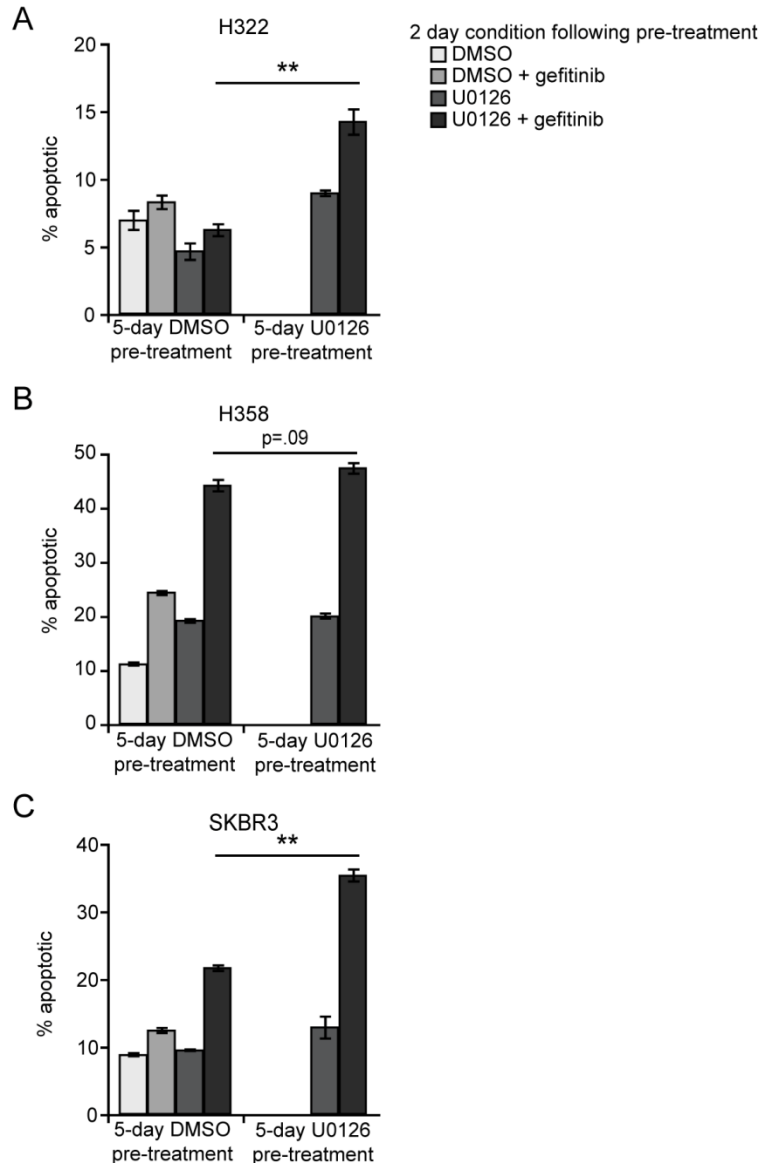 A
H322
2 day condition following pre-treatment
DMSO
DMSO + gefitinib
U0126
U0126 + gefitinib
**
% apoptotic
20
15
10
5
0
5-day DMSO
pre-treatment
5-day U0126
pre-treatment
B
H358
p=.09
% apoptotic
50
40
30
20
10
0
5-day DMSO
pre-treatment
5-day U0126
pre-treatment
C
SKBR3
**
% apoptotic
40
30
20
10
0
5-day DMSO
pre-treatment
5-day U0126
pre-treatment